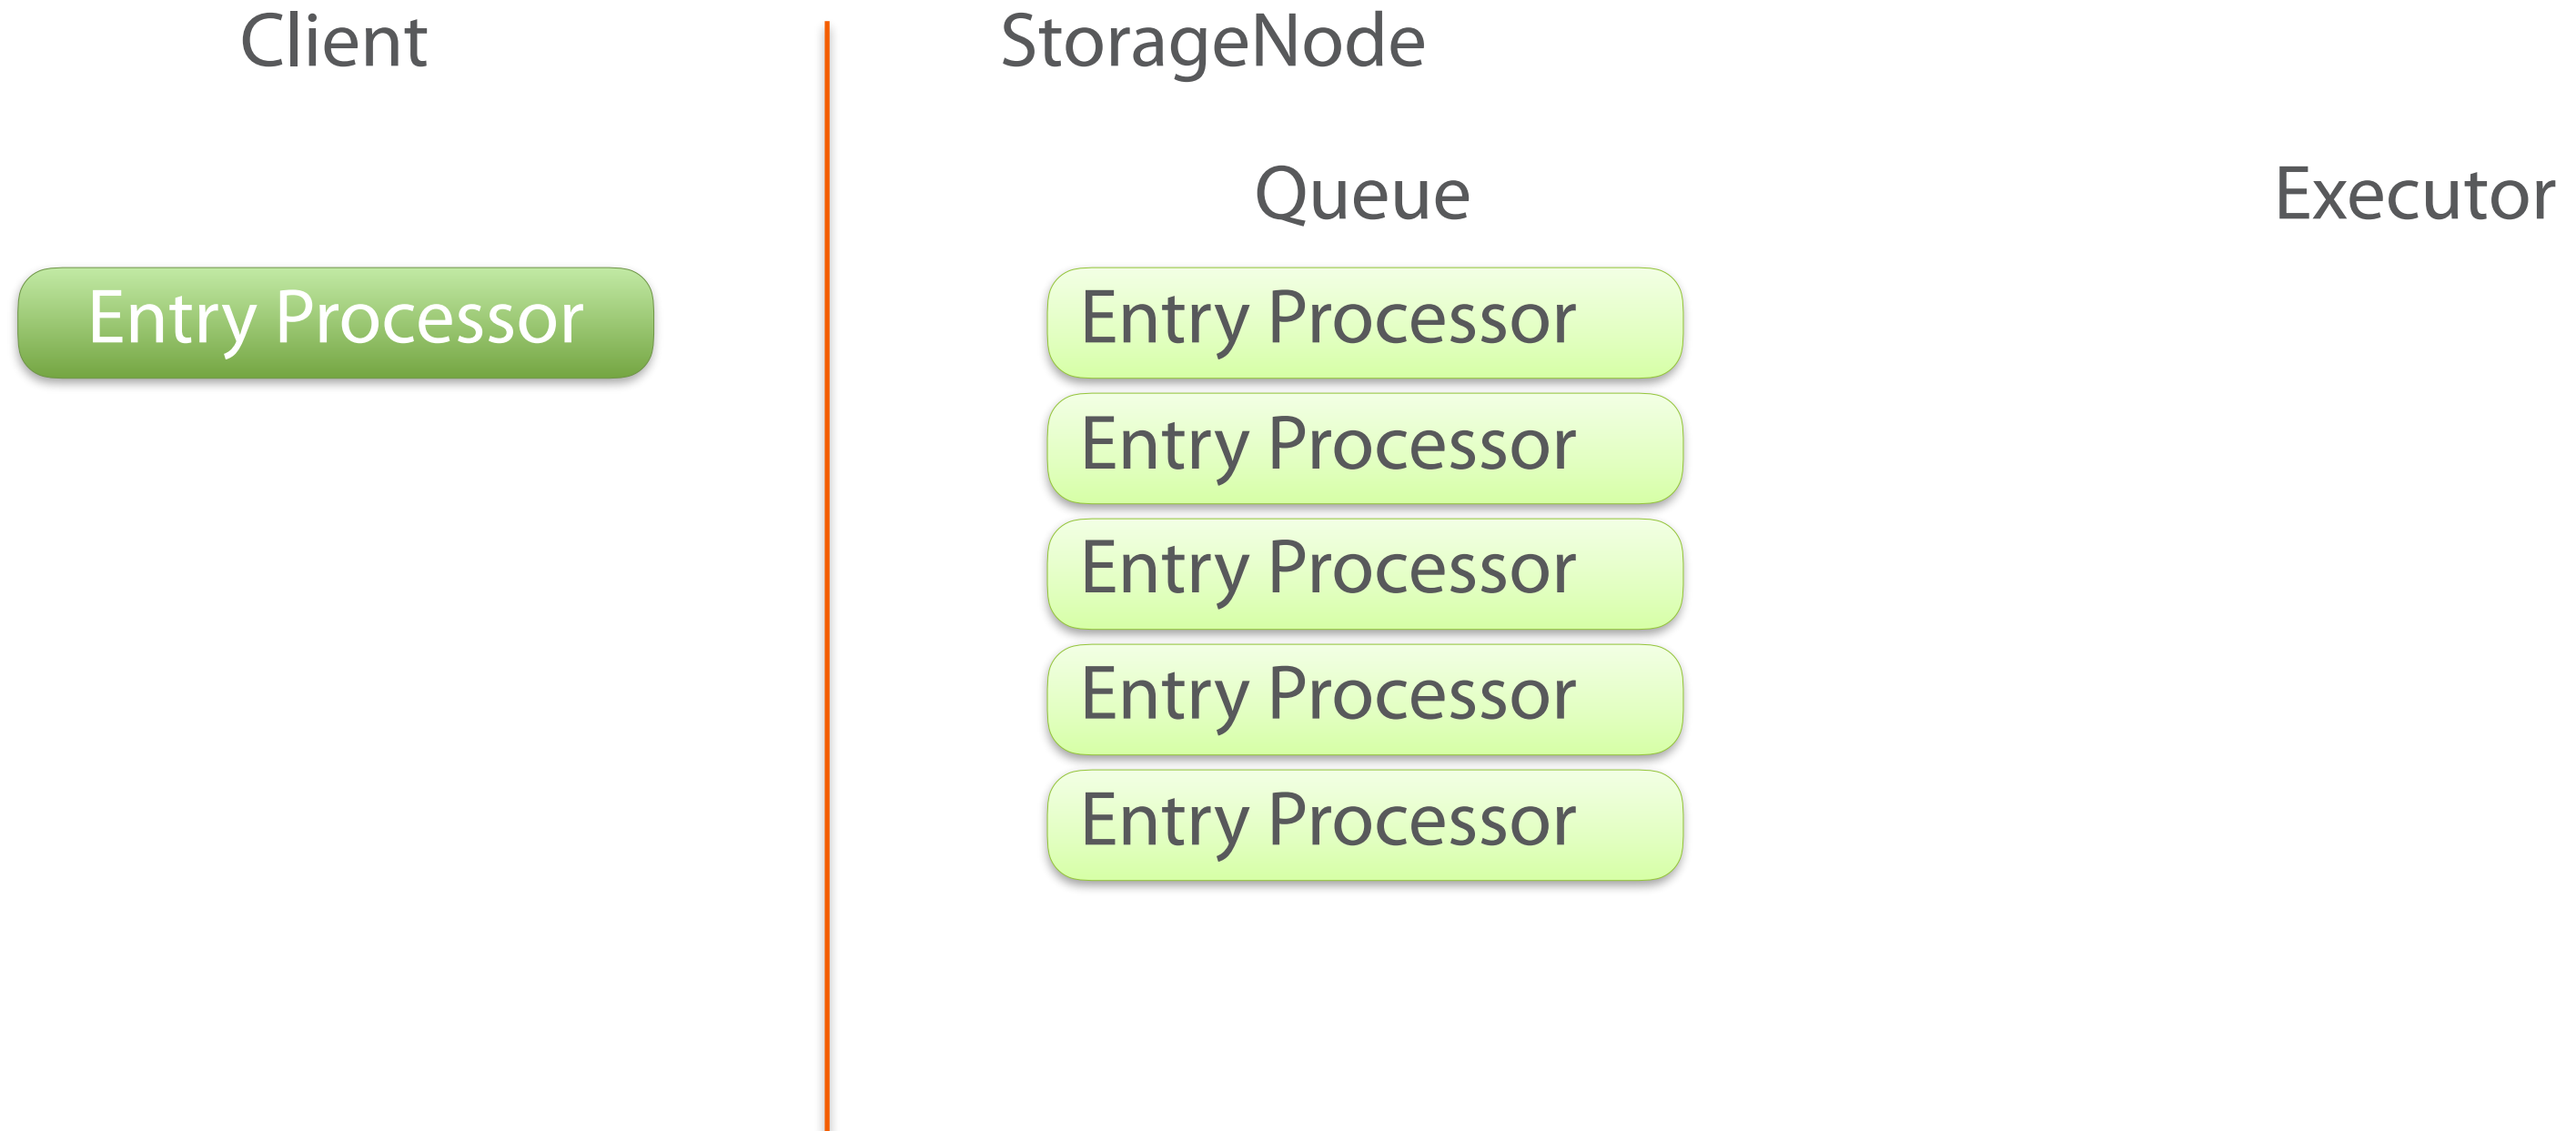 Client
StorageNode
Queue
Executor
Entry Processor
Entry Processor
Entry Processor
Entry Processor
Entry Processor
Entry Processor